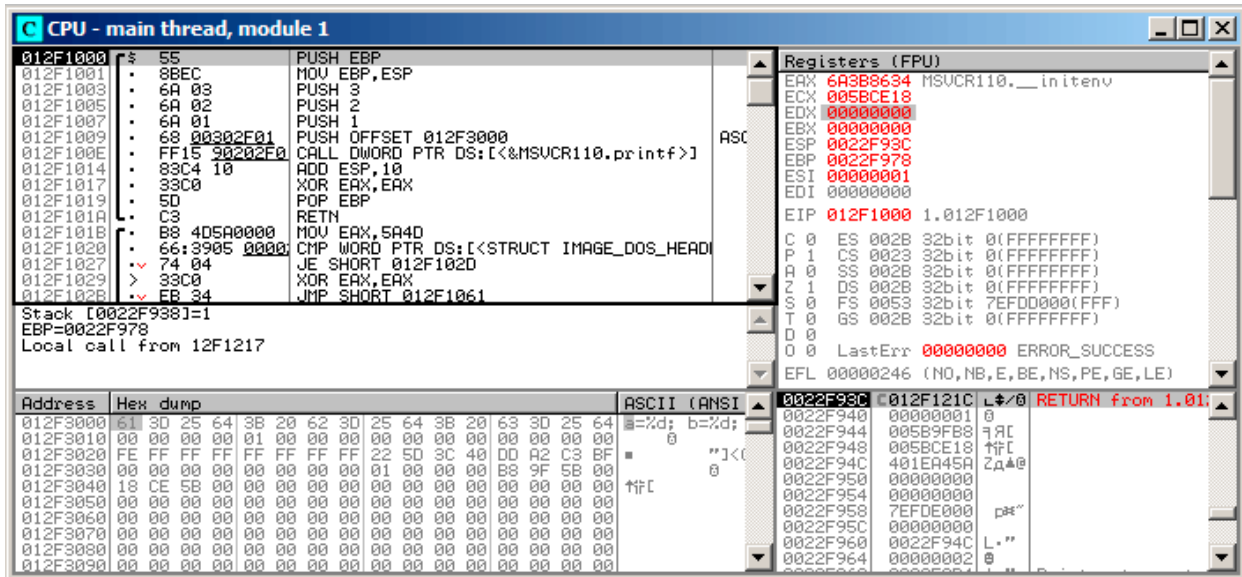 C CPU - main thread, module 1
012F1000 $ 55 PUSH EBP
012F1001 . 8BEC MOV EBP,ESP
012F1003 . 6A 03 PUSH 3
012F1005 . 6A 02 PUSH 2
012F1007 . 6A 01 PUSH 1
012F1009 . 68 00302F01 PUSH OFFSET 012F3000 ASC
012F100E . FF15 90202F0 CALL DWORD PTR DS:[<&MSVCR110.printf>]
012F1014 . 83C4 10 ADD ESP,10
012F1017 . 33C0 XOR EAX,EAX
012F1019 . 5D POP EBP
012F101A . C3 RETN
012F101B . B8 4D5A0000 MOV EAX,5A4D
012F1020 . 66:3905 0000 CMP WORD PTR DS:[<STRUCT IMAGE_DOS_HEAD
012F1027 . 74 04 JE SHORT 012F102D
012F1029 > 33C0 XOR EAX,EAX
012F102B . EB 34 JMP SHORT 012F1061
Stack [0022F938]=1
EBP=0022F978
Local call from 12F1217
Registers (FPU)
EAX 6A3B8634 MSVCR110.__initenv
ECX 005BCE18
EDX 00000000
EBX 00000000
ESP 0022F93C
EBP 0022F978
ESI 00000001
EDI 00000000
EIP 012F1000 1.012F1000
C 0 ES 002B 32bit 0(FFFFFFFF)
P 1 CS 0023 32bit 0(FFFFFFFF)
A 0 SS 002B 32bit 0(FFFFFFFF)
Z 1 DS 002B 32bit 0(FFFFFFFF)
S 0 FS 0053 32bit 7EFDD000(FFF)
T 0 GS 002B 32bit 0(FFFFFFFF)
D 0
O 0 LastErr 00000000 ERROR_SUCCESS
EFL 00000246 (NO,NB,E,BE,NS,PE,GE,LE)
Address Hex dump ASCII (ANSI
012F3000 61 3D 25 64 3B 20 62 3D 25 64 3B 20 63 3D 25 64 a=%d; b=%d;
012F3010 00 00 00 00 01 00 00 00 00 00 00 00 00 00 00 00
012F3020 FE FF FF FF FF FF FF FF 22 5D 3C 40 DD A2 C3 BF "]<
012F3030 00 00 00 00 00 00 00 00 01 00 00 00 B8 9F 5B 00
012F3040 18 CE 5B 00 00 00 00 00 00 00 00 00 00 00 00 00
012F3050 00 00 00 00 00 00 00 00 00 00 00 00 00 00 00 00
012F3060 00 00 00 00 00 00 00 00 00 00 00 00 00 00 00 00
012F3070 00 00 00 00 00 00 00 00 00 00 00 00 00 00 00 00
012F3080 00 00 00 00 00 00 00 00 00 00 00 00 00 00 00 00
012F3090 00 00 00 00 00 00 00 00 00 00 00 00 00 00 00 00
0022F93C 012F121C RETURN from 1.01
0022F940 00000001
0022F944 005B9FB8
0022F948 005BCE18
0022F94C 401EA45A
0022F950 00000000
0022F954 00000000
0022F958 7EFDE000
0022F95C 00000000
0022F960 0022F94C
0022F964 00000002